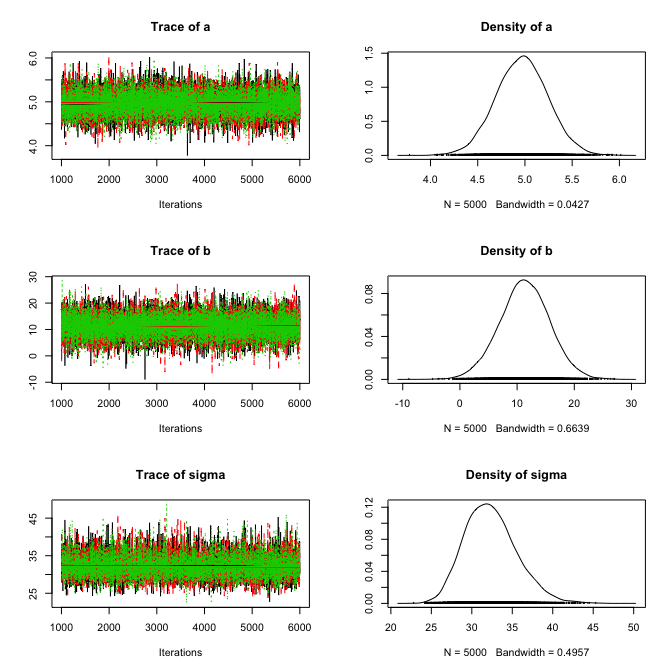 Trace of a
4.0 5.0 6.0
1000 2000 3000 4000 5000 6000
Iterations
Density of a
0.0 0.5 1.0 1.5
4.0 4.5 5.0 5.5 6.0
N = 5000 Bandwidth = 0.0427
Trace of b
-10 0 10 20 30
1000 2000 3000 4000 5000 6000
Iterations
Density of b
0.00 0.04 0.08
-10 0 10 20 30
N = 5000 Bandwidth = 0.6639
Trace of sigma
25 35 45
1000 2000 3000 4000 5000 6000
Iterations
Density of sigma
0.00 0.04 0.08 0.12
20 25 30 35 40 45 50
N = 5000 Bandwidth = 0.4957